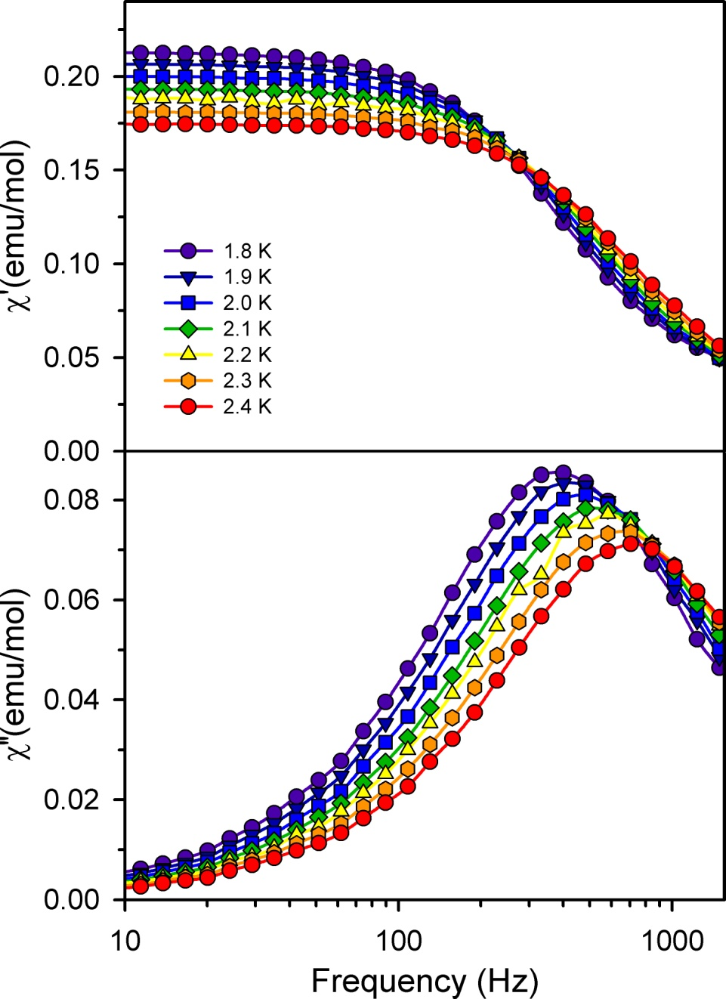 0.20
0.15
0.10
0.05
0.00
χ'(emu/mol)
1.8 K
1.9 K
2.0 K
2.1 K
2.2 K
2.3 K
2.4 K
0.08
0.06
0.04
0.02
0.00
χ"(emu/mol)
10 100 1000
Frequency (Hz)